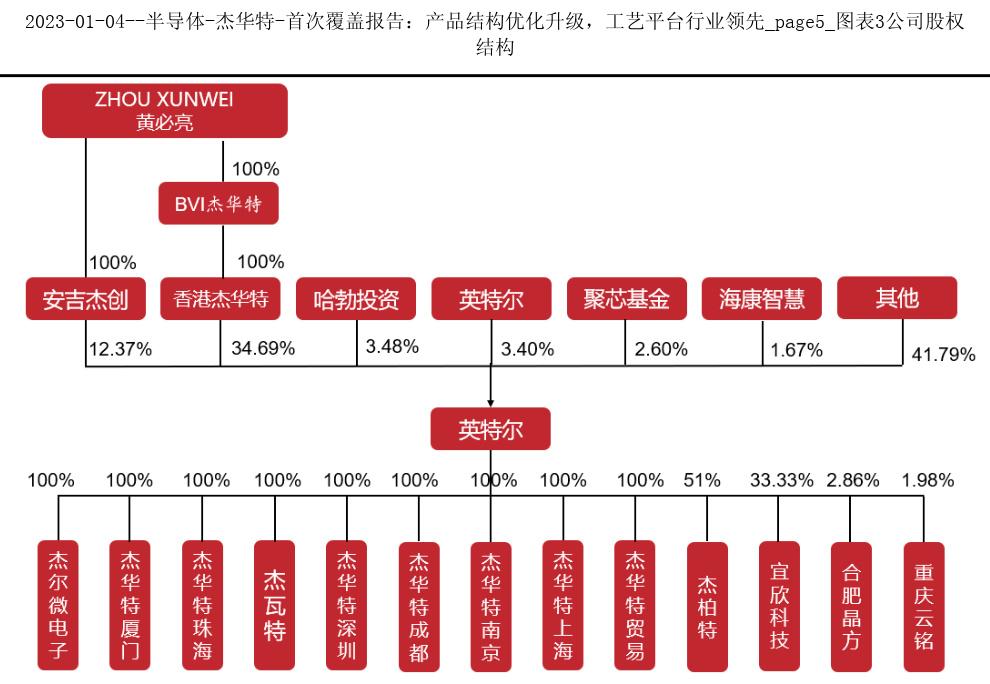 2023-01-04--半导体-杰华特-首次覆盖报告：产品结构优化升级，工艺平台行业领先_page5_图表3公司股权
结构
ZHOU XUNWEI
黄必亮
100%
BVI杰华特
100%
100%
安吉杰创
香港杰华特
哈勃投资
英特尔
聚芯基金
海康智慧
其他
12.37%
34.69%
3.48%
3.40%
2.60%
1.67%
41.79%
英特尔
100%
100%
100%
100%
100%
100%
100%
100%
100%
51%
33.33%
2.86%
1.98%
杰尔微电子
杰华特厦门
杰华特珠海
杰瓦特
杰华特深圳
杰华特成都
杰华特南京
杰华特上海
杰华特贸易
杰柏特
宜欣科技
合肥晶方
重庆云铭